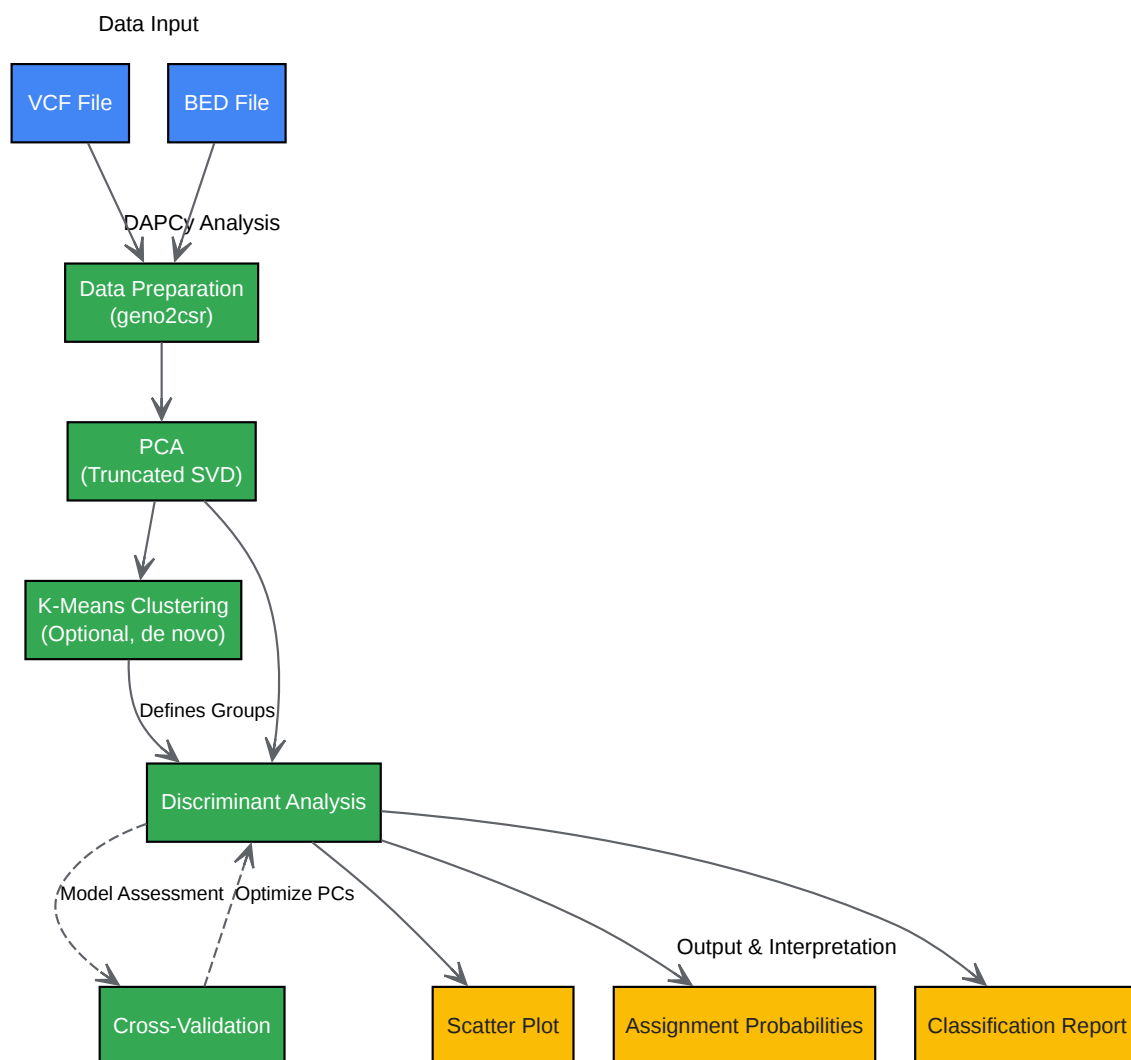 Data Input
VCF File
BED File
DAPCy Analysis
Data Preparation
(geno2csr)
PCA
(Truncated SVD)
K-Means Clustering
(Optional, de novo)
Defines Groups
Discriminant Analysis
Model Assessment
Optimize PCs
Output & Interpretation
Cross-Validation
Scatter Plot
Assignment Probabilities
Classification Report